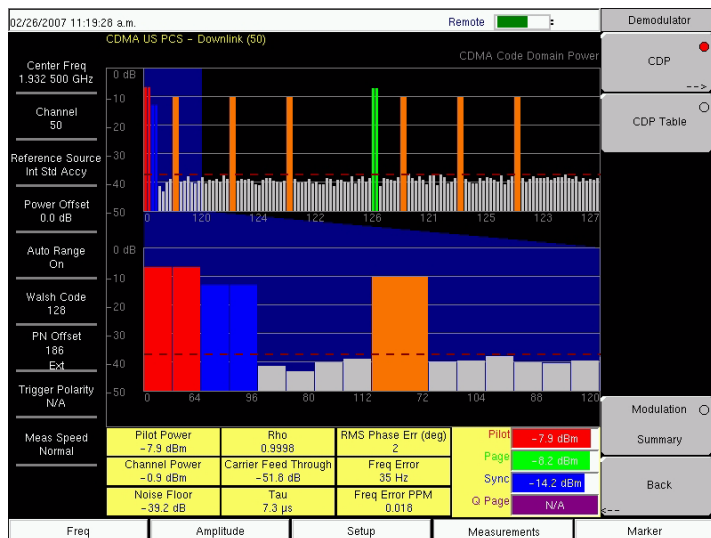 02/26/2007 11:19:28 a.m.
Remote
Demodulator
CDMA US PCS - Downlink (50)
CDMA Code Domain Power
Center Freq
1.932 500 GHz
Channel
50
Reference Source
Int Std Accy
Power Offset
0.0 dB
Auto Range
On
Walsh Code
128
PN Offset
186
Ext
Trigger Polarity
N/A
Meas Speed
Normal
0 dB
-10
-20
-30
-40
-50
0 120 124 122 126 121 125 123 127
0 dB
-10
-20
-30
-40
-50
0 64 96 80 112 72 104 88 120
CDP
-->
CDP Table
Modulation
Summary
Back
<--
Pilot Power
-7.9 dBm
Rho
0.9998
RMS Phase Err (deg)
2
Channel Power
-0.9 dBm
Carrier Feed Through
-51.8 dB
Freq Error
35 Hz
Noise Floor
-39.2 dB
Tau
7.3 µs
Freq Error PPM
0.018
Pilot -7.9 dBm
Page -8.2 dBm
Sync -14.2 dBm
Q Page N/A
Freq
Amplitude
Setup
Measurements
Marker